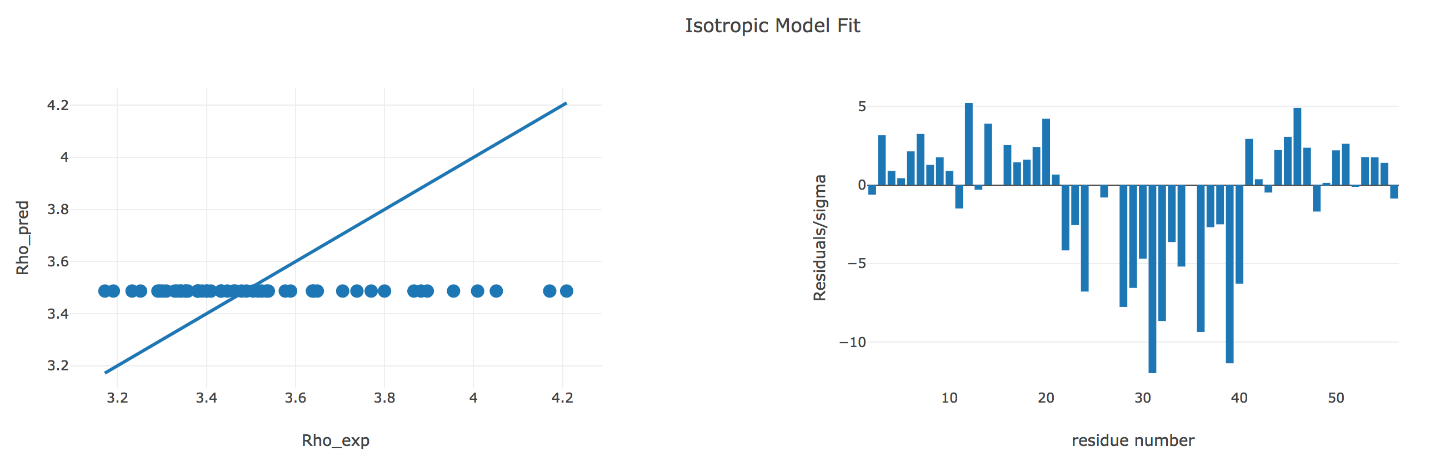 Isotropic Model Fit
Rho_pred
4.2
4
3.8
3.6
3.4
3.2
3.2 3.4 3.6 3.8 4 4.2
Rho_exp
Residuals/sigma
5
0
−5
−10
10 20 30 40 50
residue number